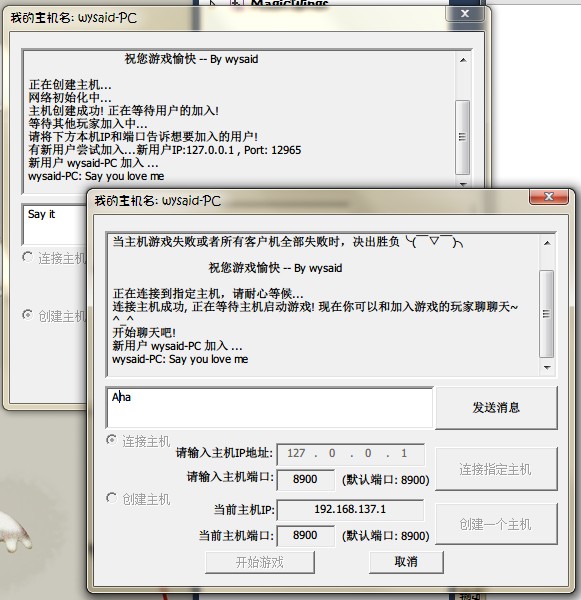 MagicWings
我的主机名: wysaid-PC
祝您游戏愉快 -- By wysaid
正在创建主机...
网络初始化中...
主机创建成功! 正在等待用户的加入!
等待其他玩家加入中...
请将下方本机IP和端口告诉想要加入的用户!
有新用户尝试加入...新用户IP:127.0.0.1 , Port: 12965
新用户 wysaid-PC 加入 ...
wysaid-PC: Say you love me
Say it
连接主机
创建主机
我的主机名: wysaid-PC
当主机游戏失败或者所有客户机全部失败时，决出胜负 ╰(￣▽￣)╮
祝您游戏愉快 -- By wysaid
正在连接到指定主机，请耐心等候...
连接主机成功, 正在等待主机启动游戏! 现在你可以和加入游戏的玩家聊聊天~
^_^
开始聊天吧!
新用户 wysaid-PC 加入 ...
wysaid-PC: Say you love me
Aha
发送消息
连接主机
请输入主机IP地址: 127 . 0 . 0 . 1
连接指定主机
请输入主机端口: 8900 (默认端口: 8900)
创建主机
当前主机IP: 192.168.137.1
创建一个主机
当前主机端口: 8900 (默认端口: 8900)
开始游戏 取消